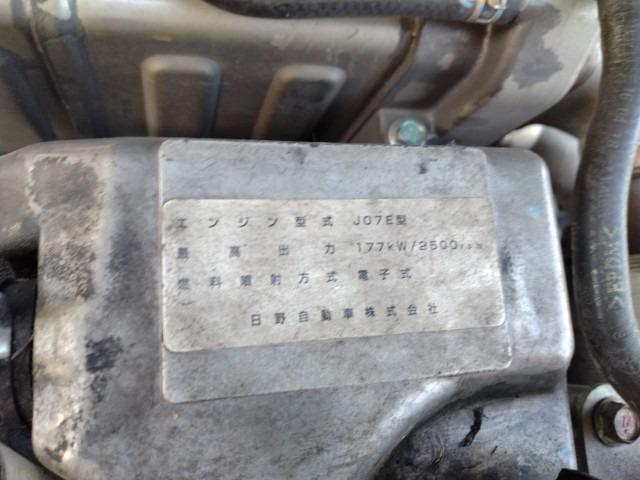 エンジン型式 J07E型
最高出力 177kW/2500rpm
燃料噴射方式 電子式
日野自動車株式会社